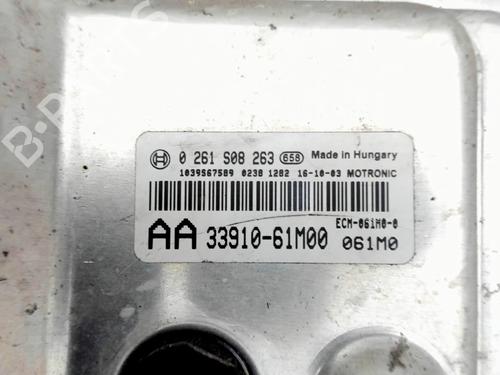 0 261 S08 263 658 Made in Hungary
1039S67589 0238 1282 16-10-03 MOTRONIC
ECM-061M0-0
AA 33910-61M00 061M0
B-PARTS